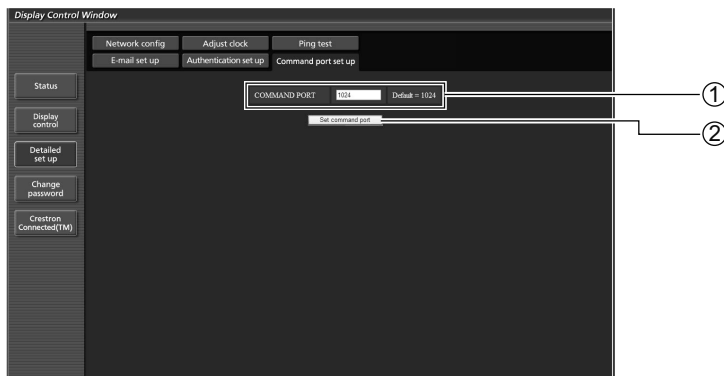 Display Control Window
Network config Adjust clock Ping test
E-mail set up Authentication set up Command port set up
Status
Display
control
Detailed
set up
Change
password
Crestron
Connected(TM)
COMMAND PORT 1024 Default = 1024
Set command port
①
②